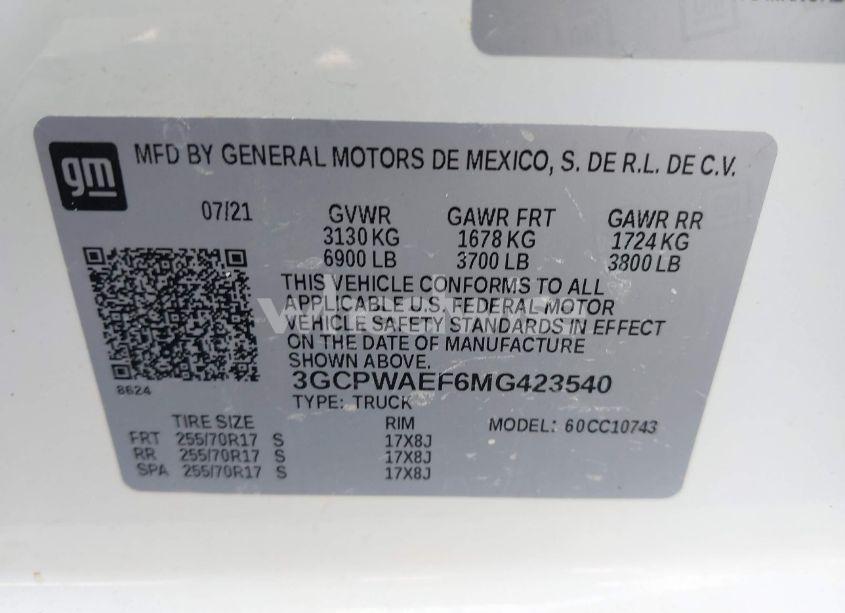 gm
MFD BY GENERAL MOTORS DE MEXICO, S. DE R.L. DE C.V.
07/21 GVWR GAWR FRT GAWR RR
3130 KG 1678 KG 1724 KG
6900 LB 3700 LB 3800 LB
THIS VEHICLE CONFORMS TO ALL
APPLICABLE U.S. FEDERAL MOTOR
VEHICLE SAFETY STANDARDS IN EFFECT
ON THE DATE OF MANUFACTURE
SHOWN ABOVE.
3GCPWAEF6MG423540
8624
TYPE: TRUCK
TIRE SIZE RIM MODEL: 60CC10743
FRT 255/70R17 S 17X8J
RR 255/70R17 S 17X8J
SPA 255/70R17 S 17X8J